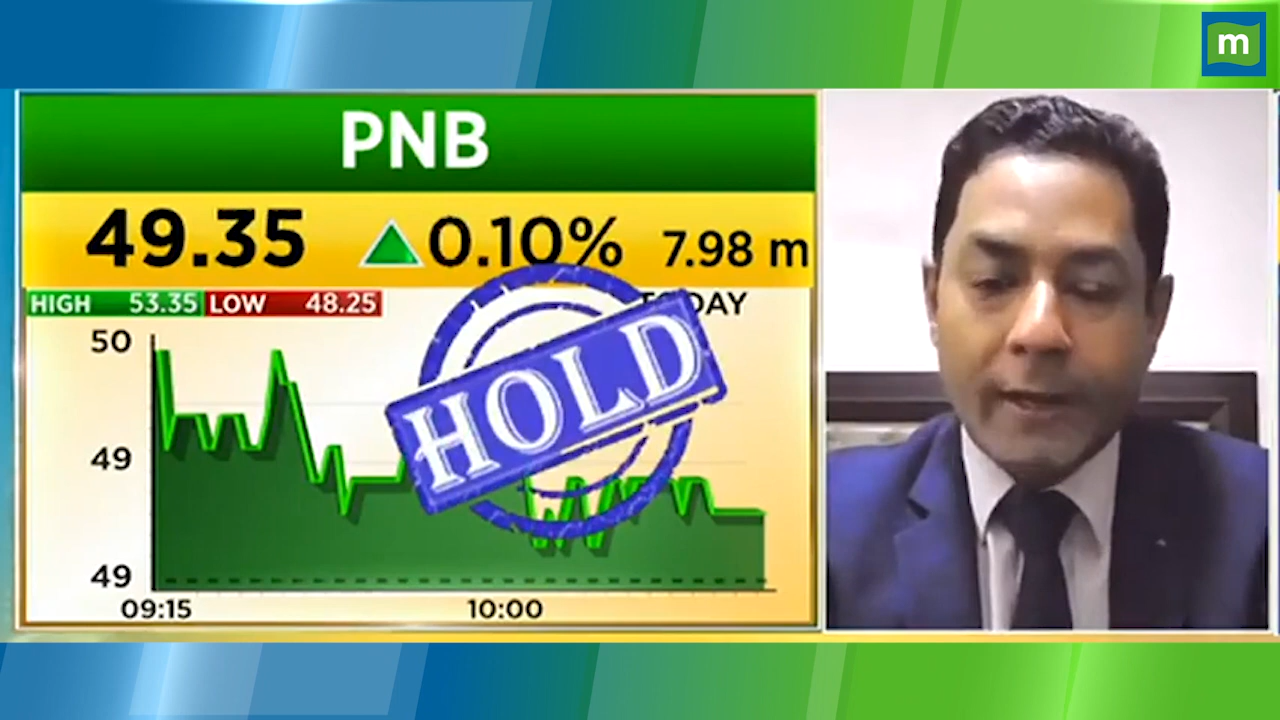 m
PNB
49.35 ▲ 0.10% 7.98 m
HIGH 53.35 LOW 48.25 TODAY
HOLD
50
49
49
09:15 10:00